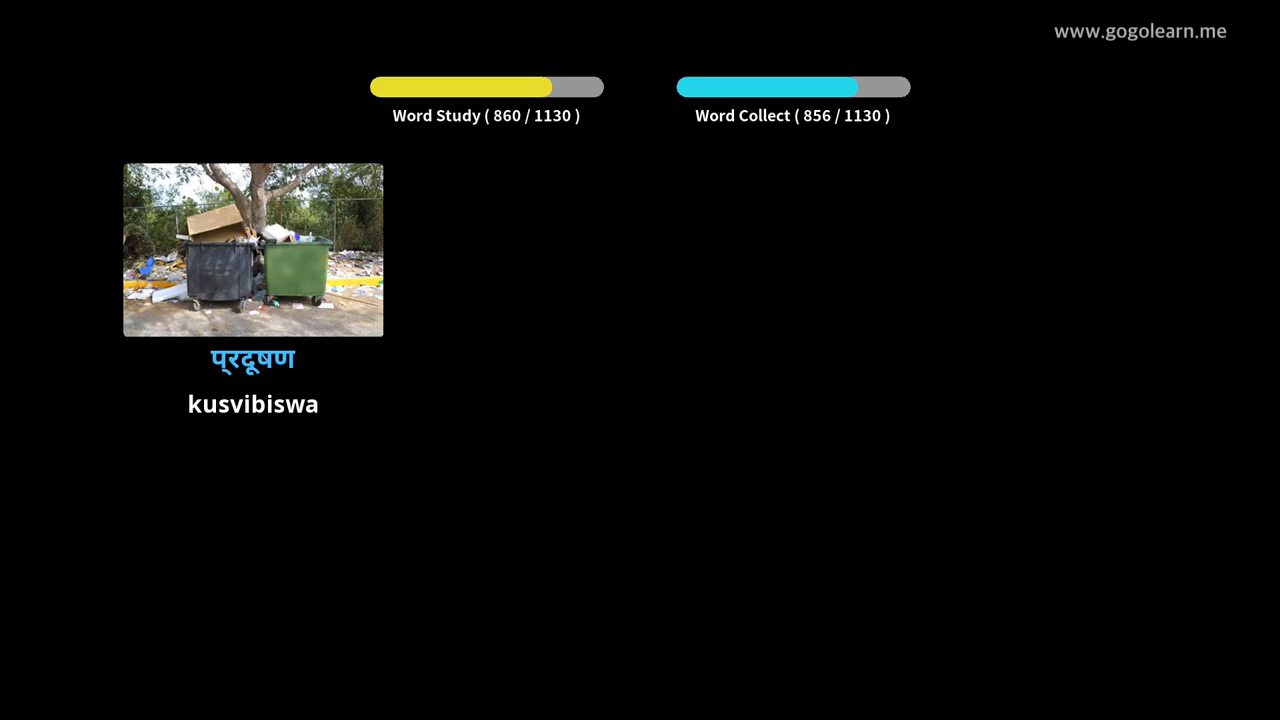 www.gogolearn.me
Word Study ( 860 / 1130 )
Word Collect ( 856 / 1130 )
प्रदूषण
kusvibiswa